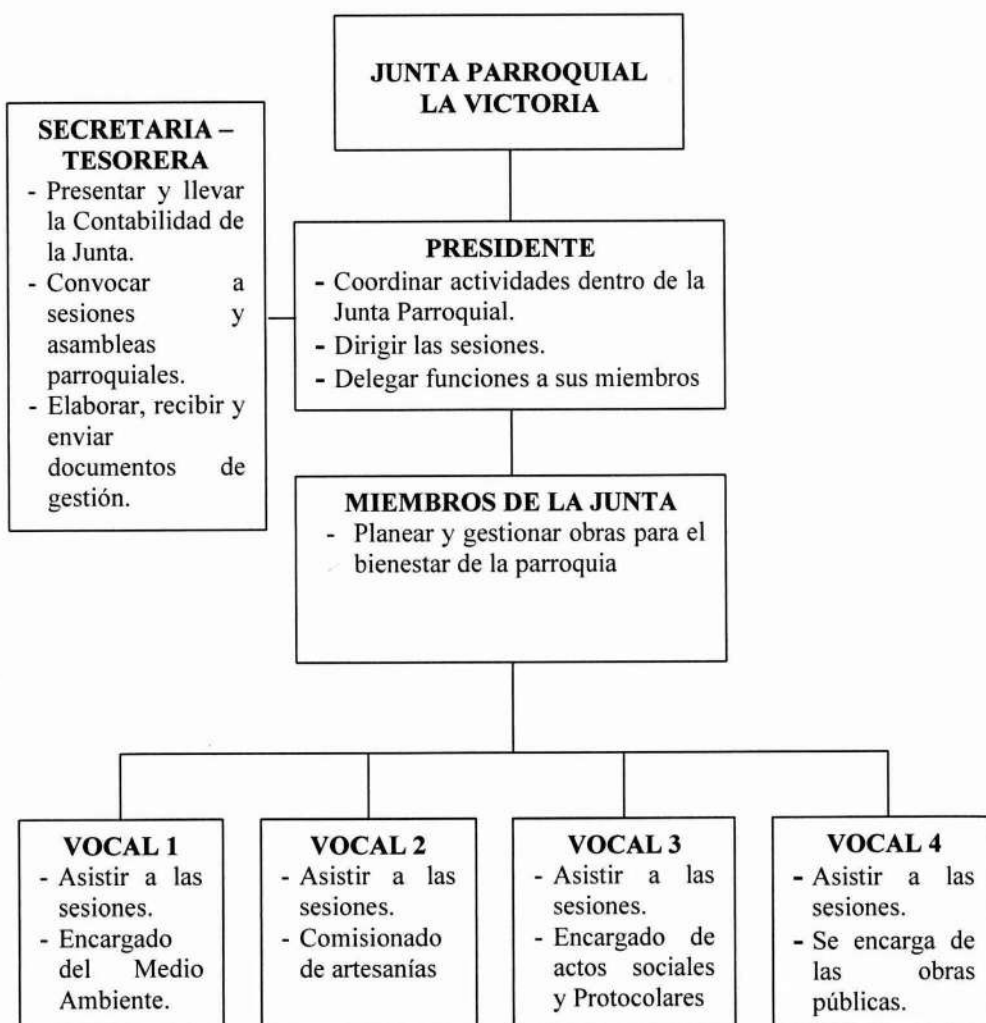 JUNTA PARROQUIAL
LA VICTORIA
SECRETARIA –
TESORERA
- Presentar y llevar
la Contabilidad de
la Junta.
- Convocar a
sesiones y
asambleas
parroquiales.
- Elaborar, recibir y
enviar
documentos de
gestión.
PRESIDENTE
- Coordinar actividades dentro de la
Junta Parroquial.
- Dirigir las sesiones.
- Delegar funciones a sus miembros
MIEMBROS DE LA JUNTA
- Planear y gestionar obras para el
bienestar de la parroquia
VOCAL 1
- Asistir a las
sesiones.
- Encargado
del Medio
Ambiente.
VOCAL 2
- Asistir a las
sesiones.
- Comisionado
de artesanías
VOCAL 3
- Asistir a las
sesiones.
- Encargado de
actos sociales
y Protocolares
VOCAL 4
- Asistir a las
sesiones.
- Se encarga de
las obras
públicas.